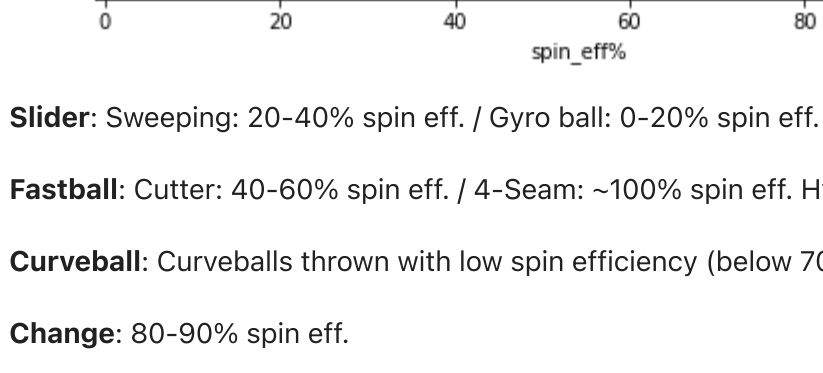 0 20 40 60 80
spin_eff%
Slider: Sweeping: 20-40% spin eff. / Gyro ball: 0-20% spin eff.
Fastball: Cutter: 40-60% spin eff. / 4-Seam: ~100% spin eff.
Curveball: Curveballs thrown with low spin efficiency (below
Change: 80-90% spin eff.